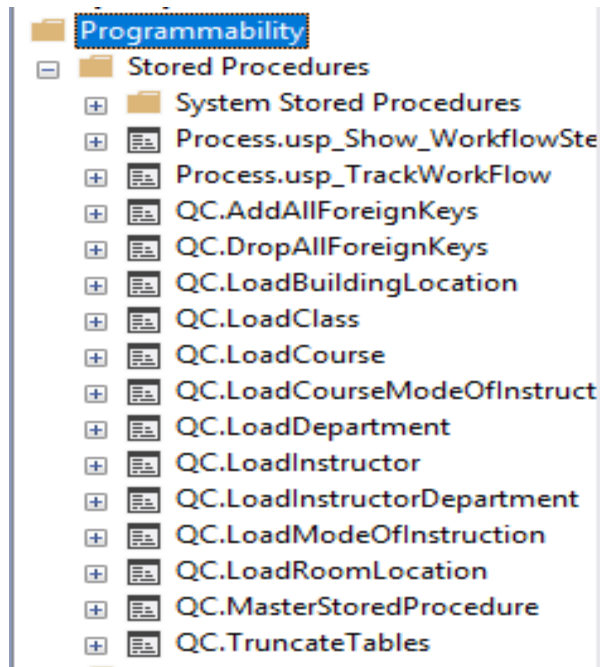 Programmability
Stored Procedures
System Stored Procedures
Process.usp_Show_WorkflowSte
Process.usp_TrackWorkFlow
QC.AddAllForeignKeys
QC.DropAllForeignKeys
QC.LoadBuildingLocation
QC.LoadClass
QC.LoadCourse
QC.LoadCourseModeOfInstruct
QC.LoadDepartment
QC.LoadInstructor
QC.LoadInstructorDepartment
QC.LoadModeOfInstruction
QC.LoadRoomLocation
QC.MasterStoredProcedure
QC.TruncateTables